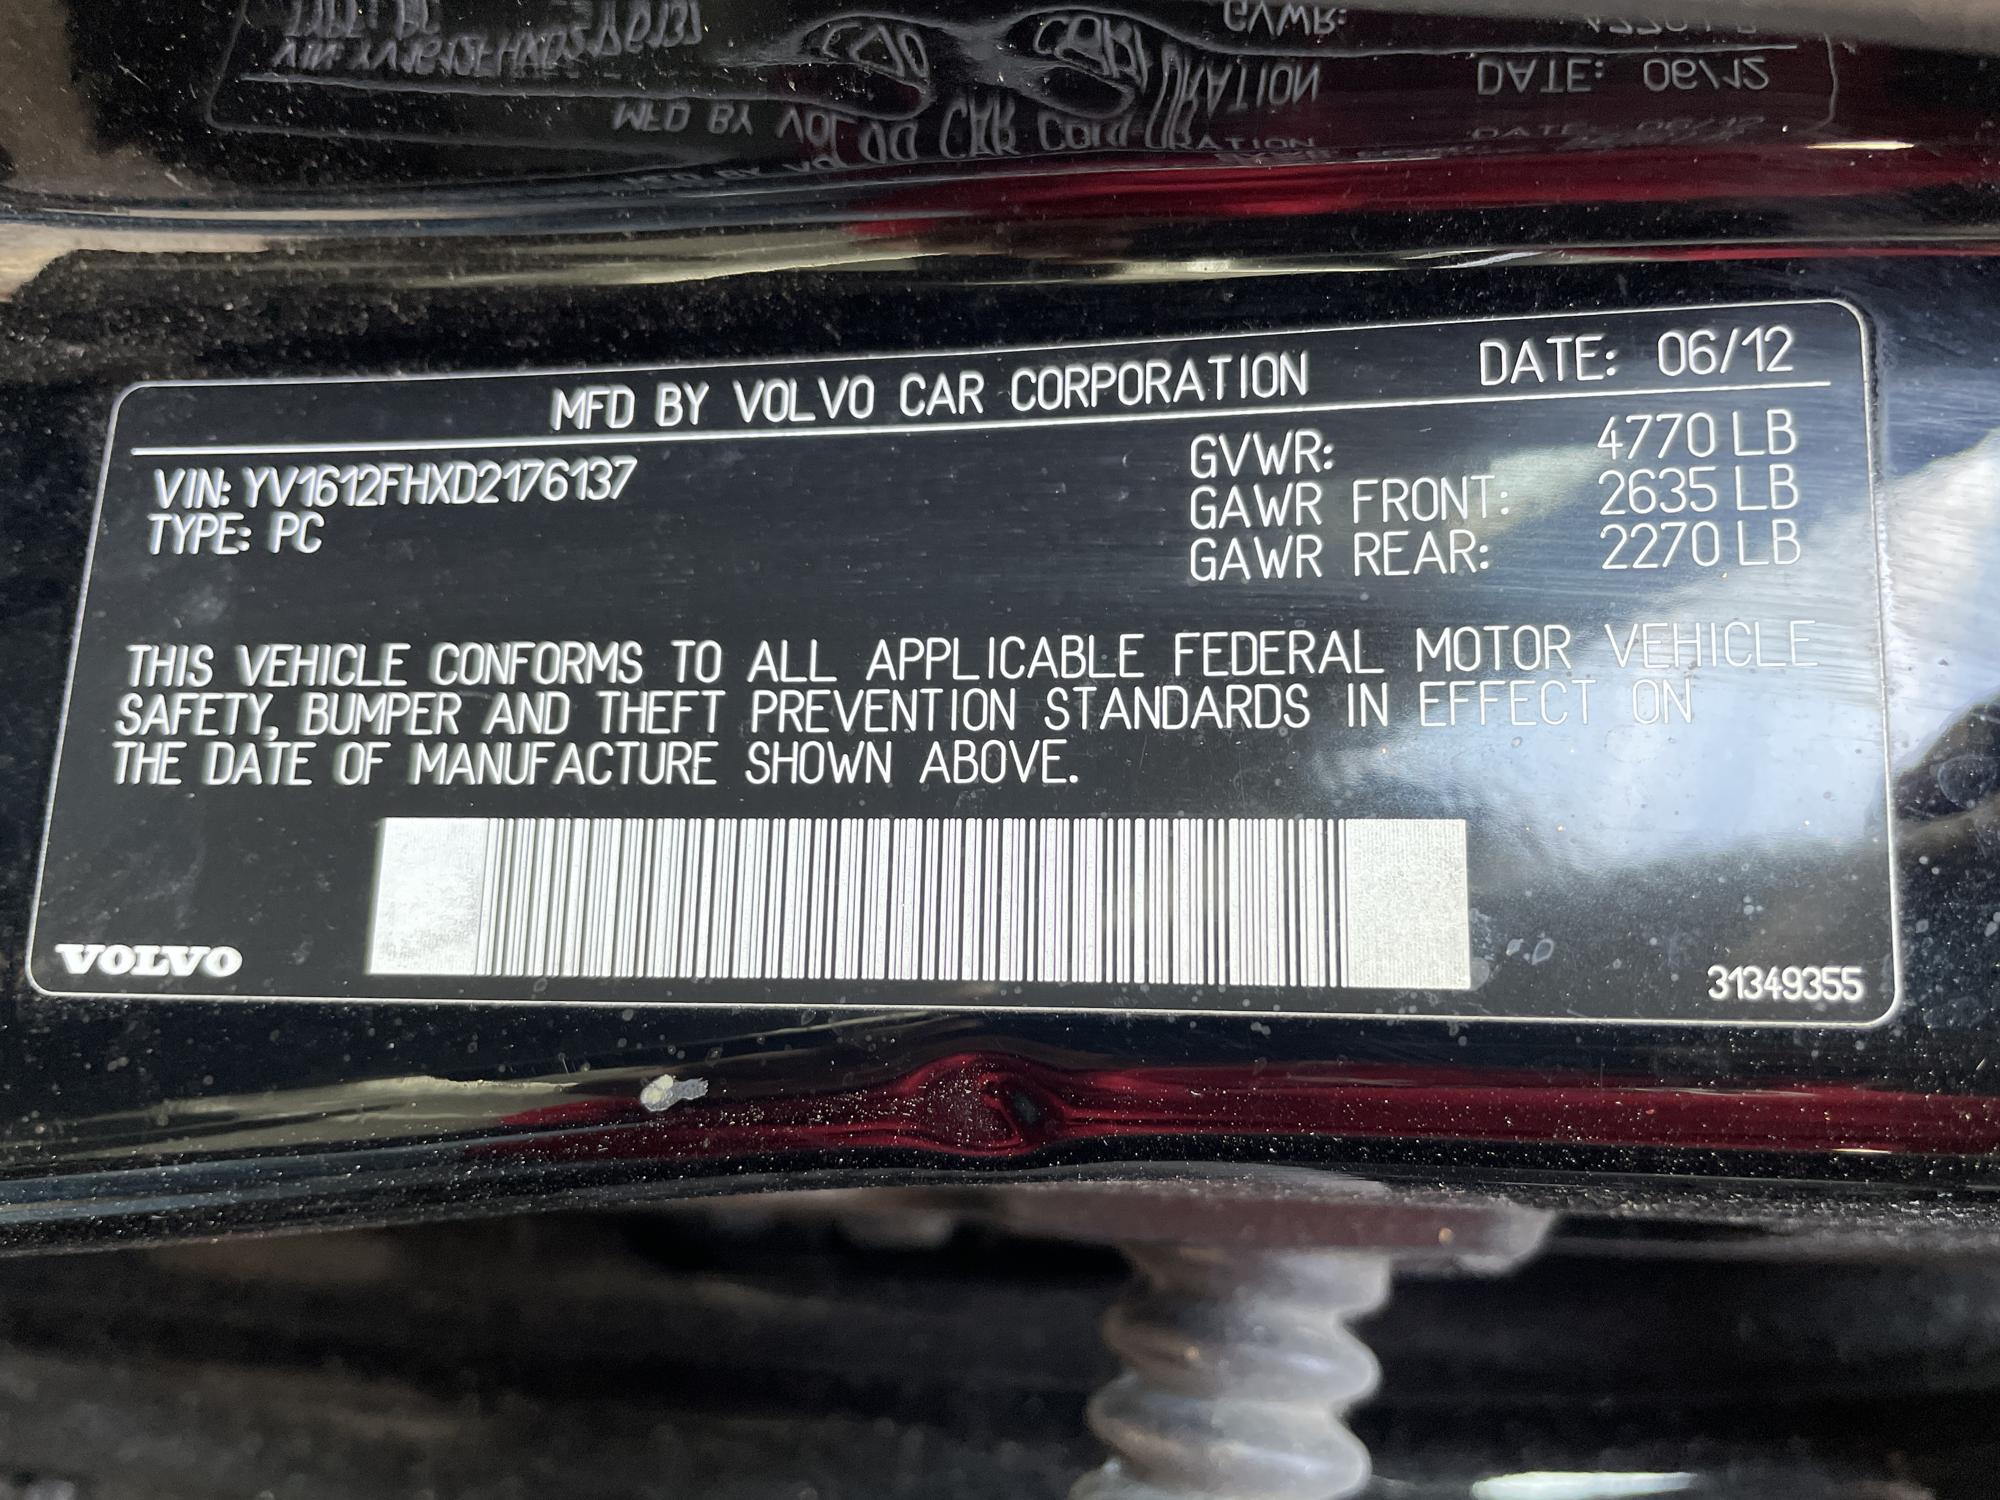 MFD BY VOLVO CAR CORPORATION DATE: 06/12
VIN: YV1612FHXD2176137
TYPE: PC
GVWR: 4770 LB
GAWR FRONT: 2635 LB
GAWR REAR: 2270 LB
THIS VEHICLE CONFORMS TO ALL APPLICABLE FEDERAL MOTOR VEHICLE
SAFETY, BUMPER AND THEFT PREVENTION STANDARDS IN EFFECT ON
THE DATE OF MANUFACTURE SHOWN ABOVE.
VOLVO
31349355